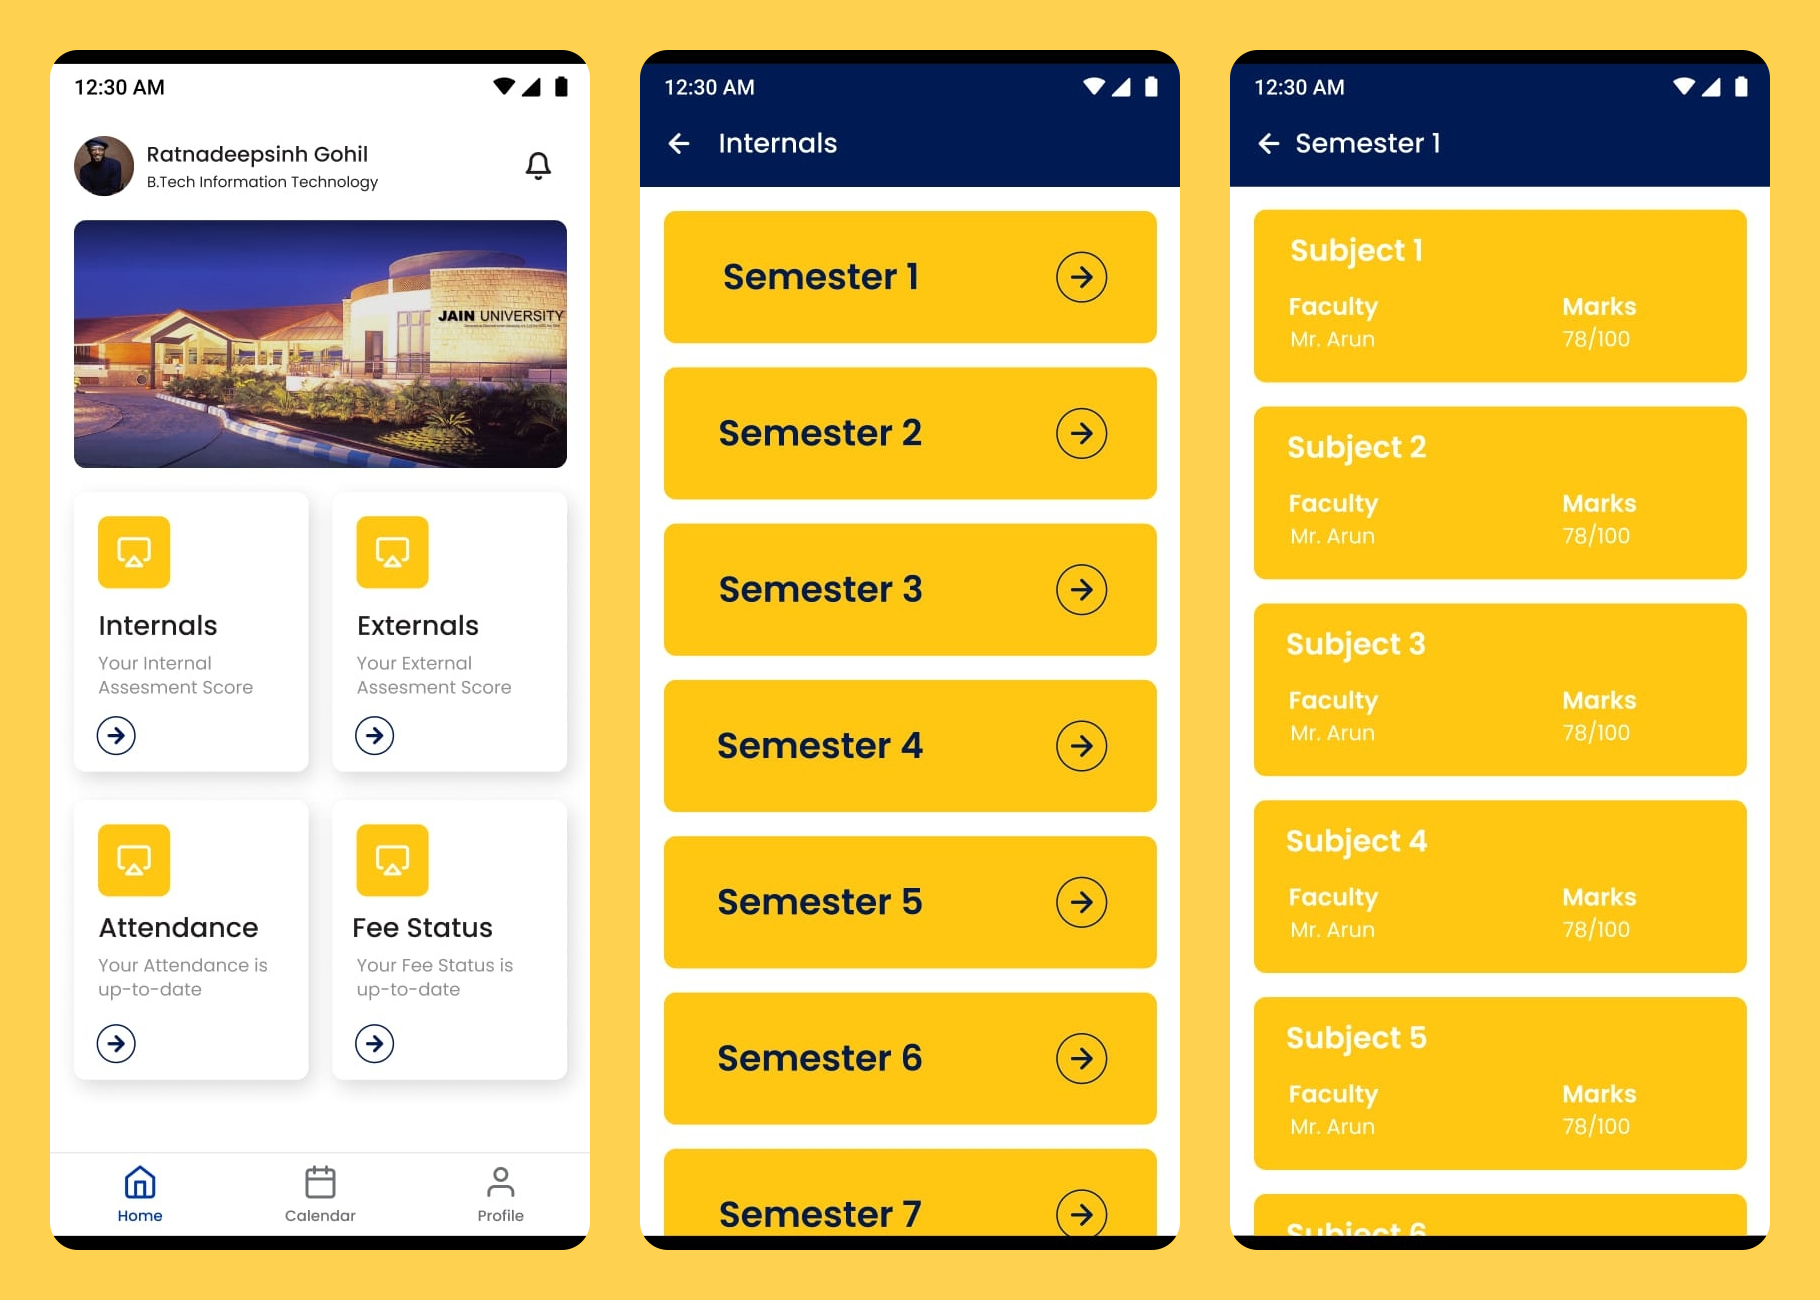 12:30 AM
Ratnadeepsinh Gohil
B.Tech Information Technology
JAIN UNIVERSITY
Internals
Your Internal
Assesment Score
Externals
Your External
Assesment Score
Attendance
Your Attendance is
up-to-date
Fee Status
Your Fee Status is
up-to-date
Home
Calendar
Profile
12:30 AM
Internals
Semester 1
Semester 2
Semester 3
Semester 4
Semester 5
Semester 6
Semester 7
12:30 AM
Semester 1
Subject 1
Faculty Marks
Mr. Arun 78/100
Subject 2
Faculty Marks
Mr. Arun 78/100
Subject 3
Faculty Marks
Mr. Arun 78/100
Subject 4
Faculty Marks
Mr. Arun 78/100
Subject 5
Faculty Marks
Mr. Arun 78/100
Subject 6